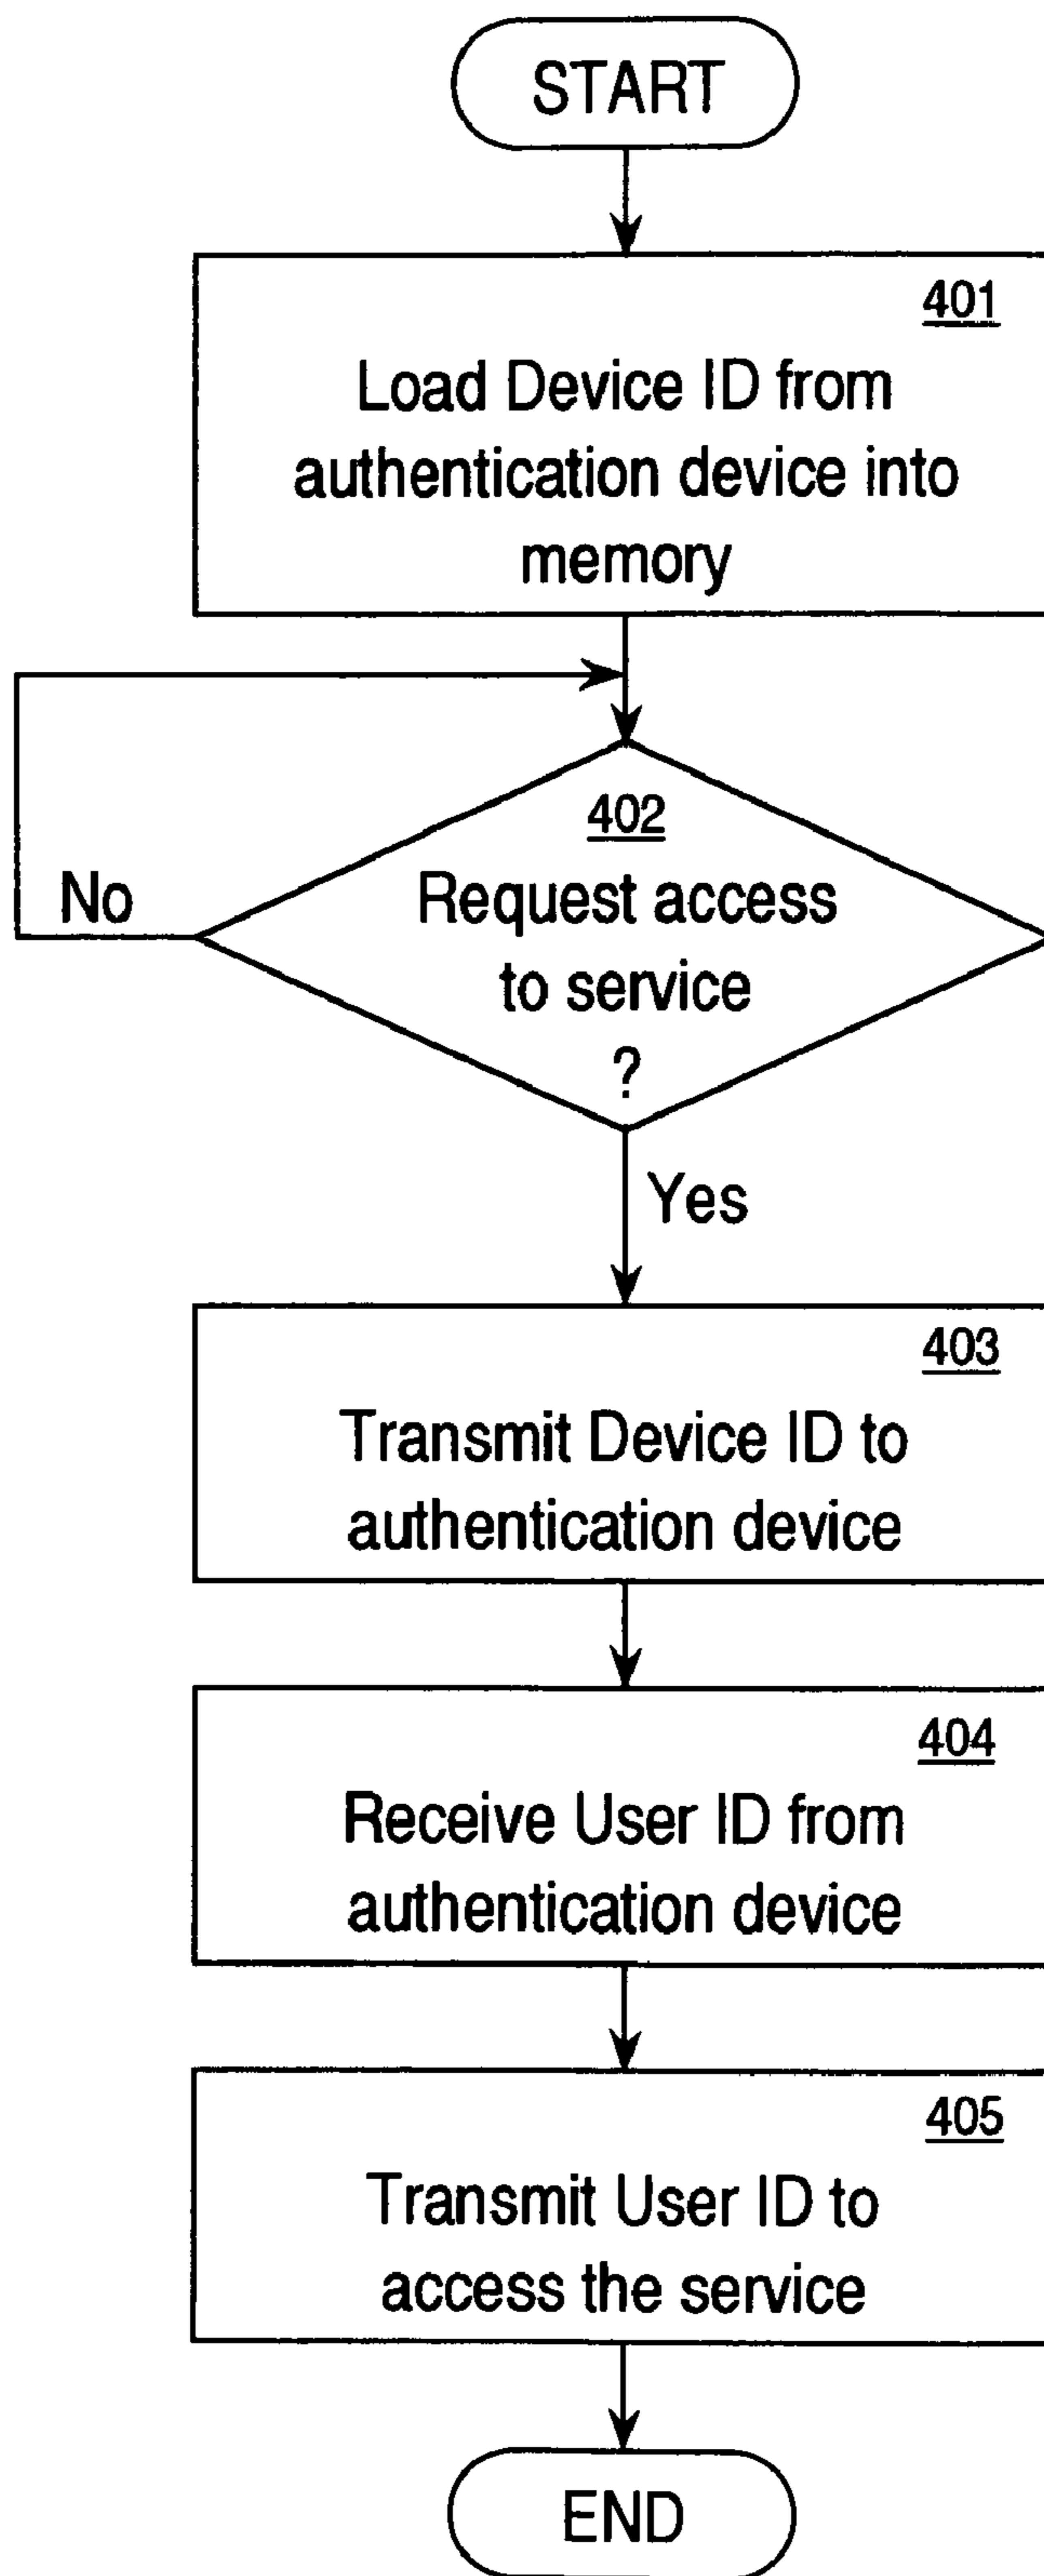 START
401
Load Device ID from
authentication device into
memory
402
Request access
to service
?
No
Yes
403
Transmit Device ID to
authentication device
404
Receive User ID from
authentication device
405
Transmit User ID to
access the service
END